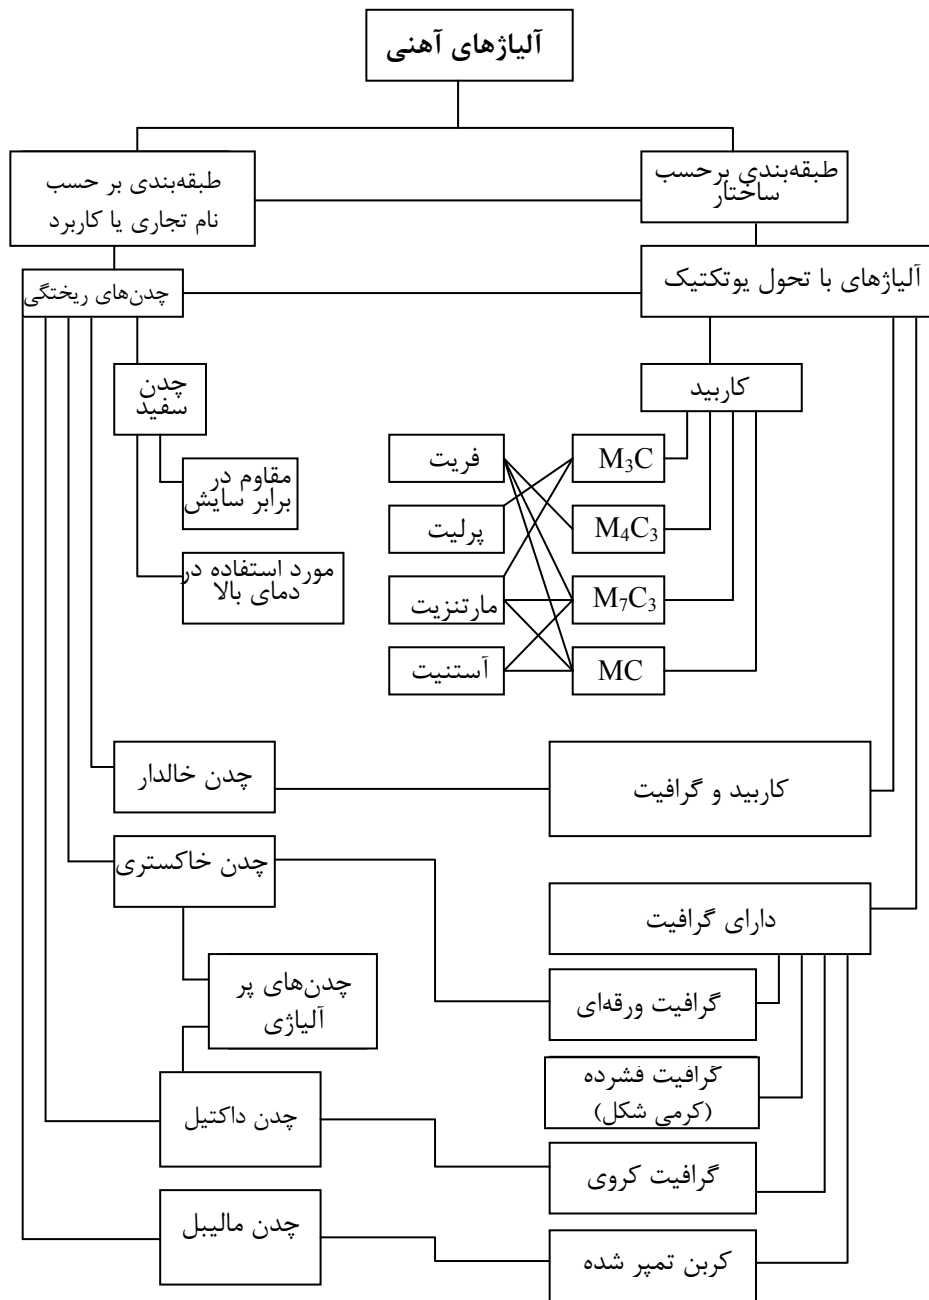 آلیاژهای آهنی
طبقه‌بندی برحسب
ساختار
طبقه‌بندی بر حسب
نام تجاری یا کاربرد
آلیاژهای با تحول یوتکتیک
چدن‌های ریختگی
کاربید
چدن
سفید
M₃C
فریت
مقاوم در
برابر سایش
M₄C₃
پرلیت
مورد استفاده در
دمای بالا
M₇C₃
مارتنزیت
MC
آستنیت
کاربید و گرافیت
چدن خالدار
چدن خاکستری
دارای گرافیت
چدن‌های پر
آلیاژی
گرافیت ورقه‌ای
گرافیت فشرده
(کرمی شکل)
چدن داکتیل
گرافیت کروی
چدن مالیبل
کربن تمپر شده